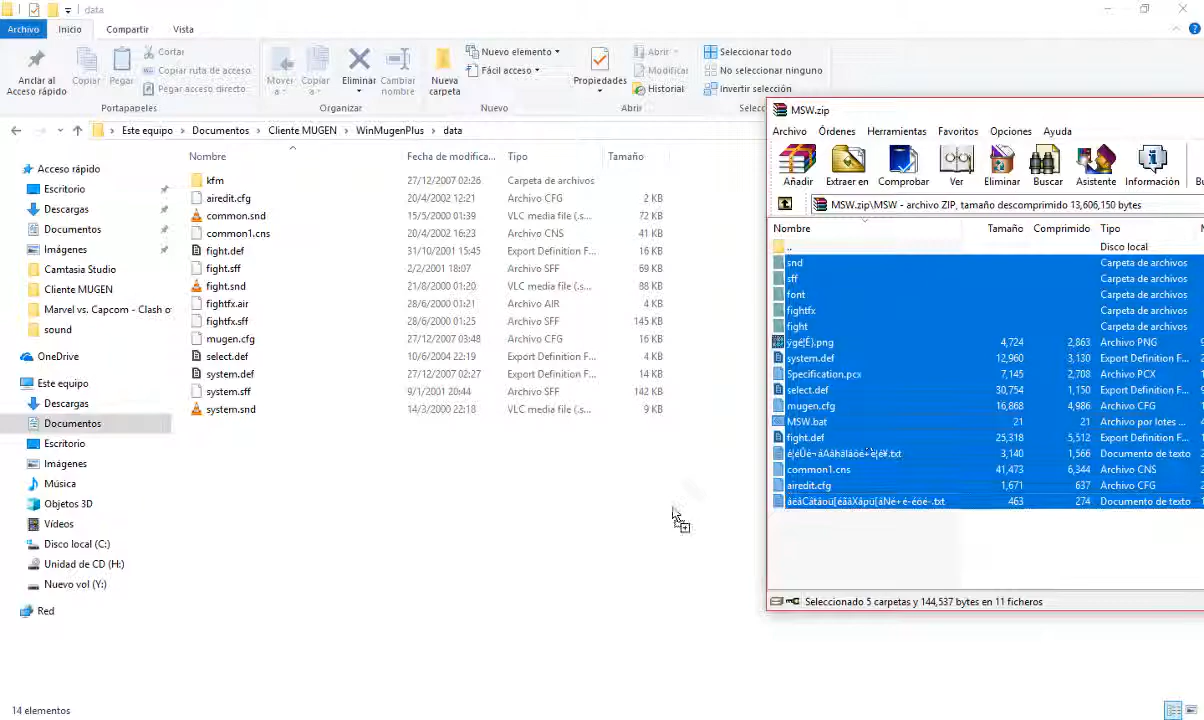 data
Archivo Inicio Compartir Vista
Anclar al Acceso rápido
Copiar
Pegar
Cortar
Copiar ruta de acceso
Pegar acceso directo
Portapapeles
Mover a
Copiar a
Eliminar
Cambiar nombre
Organizar
Nueva carpeta
Nuevo elemento
Fácil acceso
Nuevo
Propiedades
Abrir
Modificar
Historial
Abrir
Seleccionar todo
No seleccionar ninguno
Invertir selección
Selecc
Este equipo Documentos Cliente MUGEN WinMugenPlus data
Acceso rápido
Escritorio
Descargas
Documentos
Imágenes
Camtasia Studio
Cliente MUGEN
Marvel vs. Capcom - Clash o
sound
OneDrive
Este equipo
Descargas
Documentos
Escritorio
Imágenes
Música
Objetos 3D
Vídeos
Disco local (C:)
Unidad de CD (H:)
Nuevo vol (Y:)
Red
Nombre Fecha de modifica... Tipo Tamaño
kfm 27/12/2007 02:26 Carpeta de archivos
airedit.cfg 20/4/2002 12:21 Archivo CFG 2 KB
common.snd 15/5/2000 01:39 VLC media file (.s... 72 KB
common1.cns 20/4/2002 16:23 Archivo CNS 41 KB
fight.def 31/10/2001 15:45 Export Definition F... 16 KB
fight.sff 2/2/2001 18:07 Archivo SFF 69 KB
fight.snd 21/8/2000 01:20 VLC media file (.s... 88 KB
fightfx.air 28/6/2000 01:21 Archivo AIR 4 KB
fightfx.sff 28/6/2000 01:25 Archivo SFF 145 KB
mugen.cfg 27/12/2007 03:48 Archivo CFG 16 KB
select.def 10/6/2004 22:19 Export Definition F... 4 KB
system.def 27/12/2007 02:27 Export Definition F... 14 KB
system.sff 9/1/2001 20:44 Archivo SFF 142 KB
system.snd 14/3/2000 22:18 VLC media file (.s... 9 KB
14 elementos
MSW.zip
Archivo Órdenes Herramientas Favoritos Opciones Ayuda
Añadir Extraer en Comprobar Ver Eliminar Buscar Asistente Información Bu
MSW.zip\MSW - archivo ZIP, tamaño descomprimido 13,606,150 bytes
Nombre Tamaño Comprimido Tipo
.. Disco local
snd Carpeta de archivos
sff Carpeta de archivos
font Carpeta de archivos
fightfx Carpeta de archivos
fight Carpeta de archivos
4,724 2,863 Archivo PNG
system.def 12,960 3,130 Export Definition F...
Specification.pcx 7,145 2,708 Archivo PCX
select.def 30,754 1,150 Export Definition F...
mugen.cfg 16,868 4,986 Archivo CFG
MSW.bat 21 21 Archivo por lotes ...
fight.def 25,318 5,512 Export Definition F...
3,140 1,566 Documento de texto
common1.cns 41,473 6,344 Archivo CNS
airedit.cfg 1,671 637 Archivo CFG
463 274 Documento de texto
Seleccionado 5 carpetas y 144,537 bytes en 11 ficheros